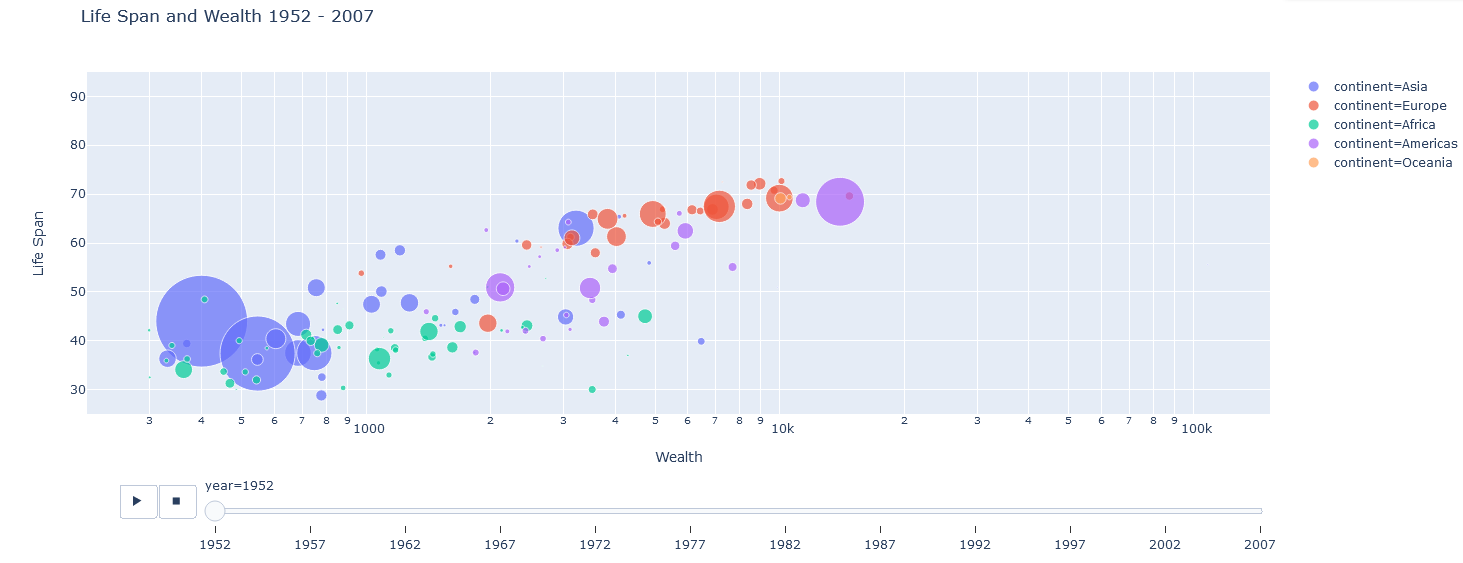 Life Span and Wealth 1952 - 2007
continent=Asia
continent=Europe
continent=Africa
continent=Americas
continent=Oceania
90
80
70
60
50
40
30
Life Span
3 4 5 6 7 8 9 1000 2 3 4 5 6 7 8 9 10k 2 3 4 5 6 7 8 9 100k
Wealth
year=1952
1952 1957 1962 1967 1972 1977 1982 1987 1992 1997 2002 2007